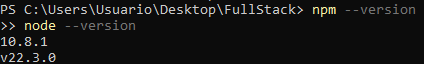 PS C:\Users\Usuario\Desktop\FullStack> npm --version
>> node --version
10.8.1
v22.3.0